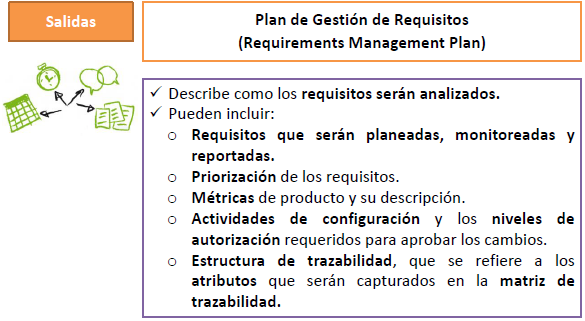 Salidas
Plan de Gestión de Requisitos
(Requirements Management Plan)
✓ Describe como los requisitos serán analizados.
✓ Pueden incluir:
o Requisitos que serán planeadas, monitoreadas y
reportadas.
o Priorización de los requisitos.
o Métricas de producto y su descripción.
o Actividades de configuración y los niveles de
autorización requeridos para aprobar los cambios.
o Estructura de trazabilidad, que se refiere a los
atributos que serán capturados en la matriz de
trazabilidad.